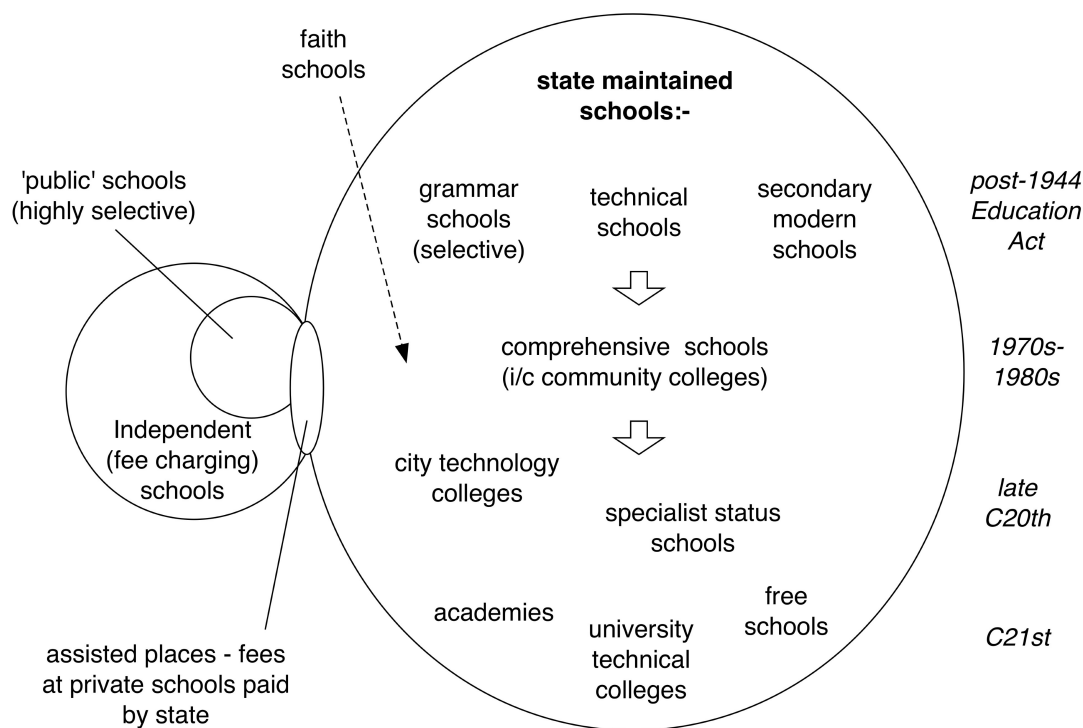 faith
schools
state maintained
schools:-
'public' schools
(highly selective)
grammar
schools
(selective)
technical
schools
secondary
modern
schools
post-1944
Education
Act
comprehensive schools
(i/c community colleges)
1970s-
1980s
Independent
(fee charging)
schools
city technology
colleges
specialist status
schools
late
C20th
academies
university
technical
colleges
free
schools
C21st
assisted places - fees
at private schools paid
by state